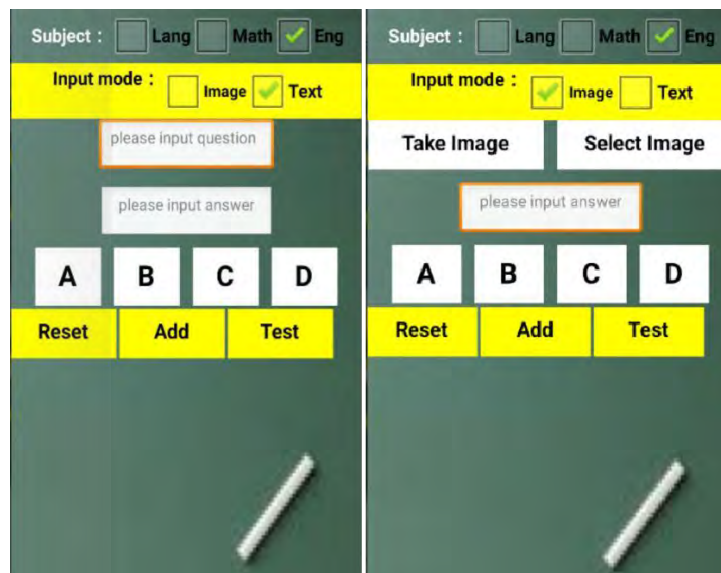 Subject : Lang Math Eng
Input mode : Image Text
please input question
please input answer
A B C D
Reset Add Test
Subject : Lang Math Eng
Input mode : Image Text
Take Image Select Image
please input answer
A B C D
Reset Add Test